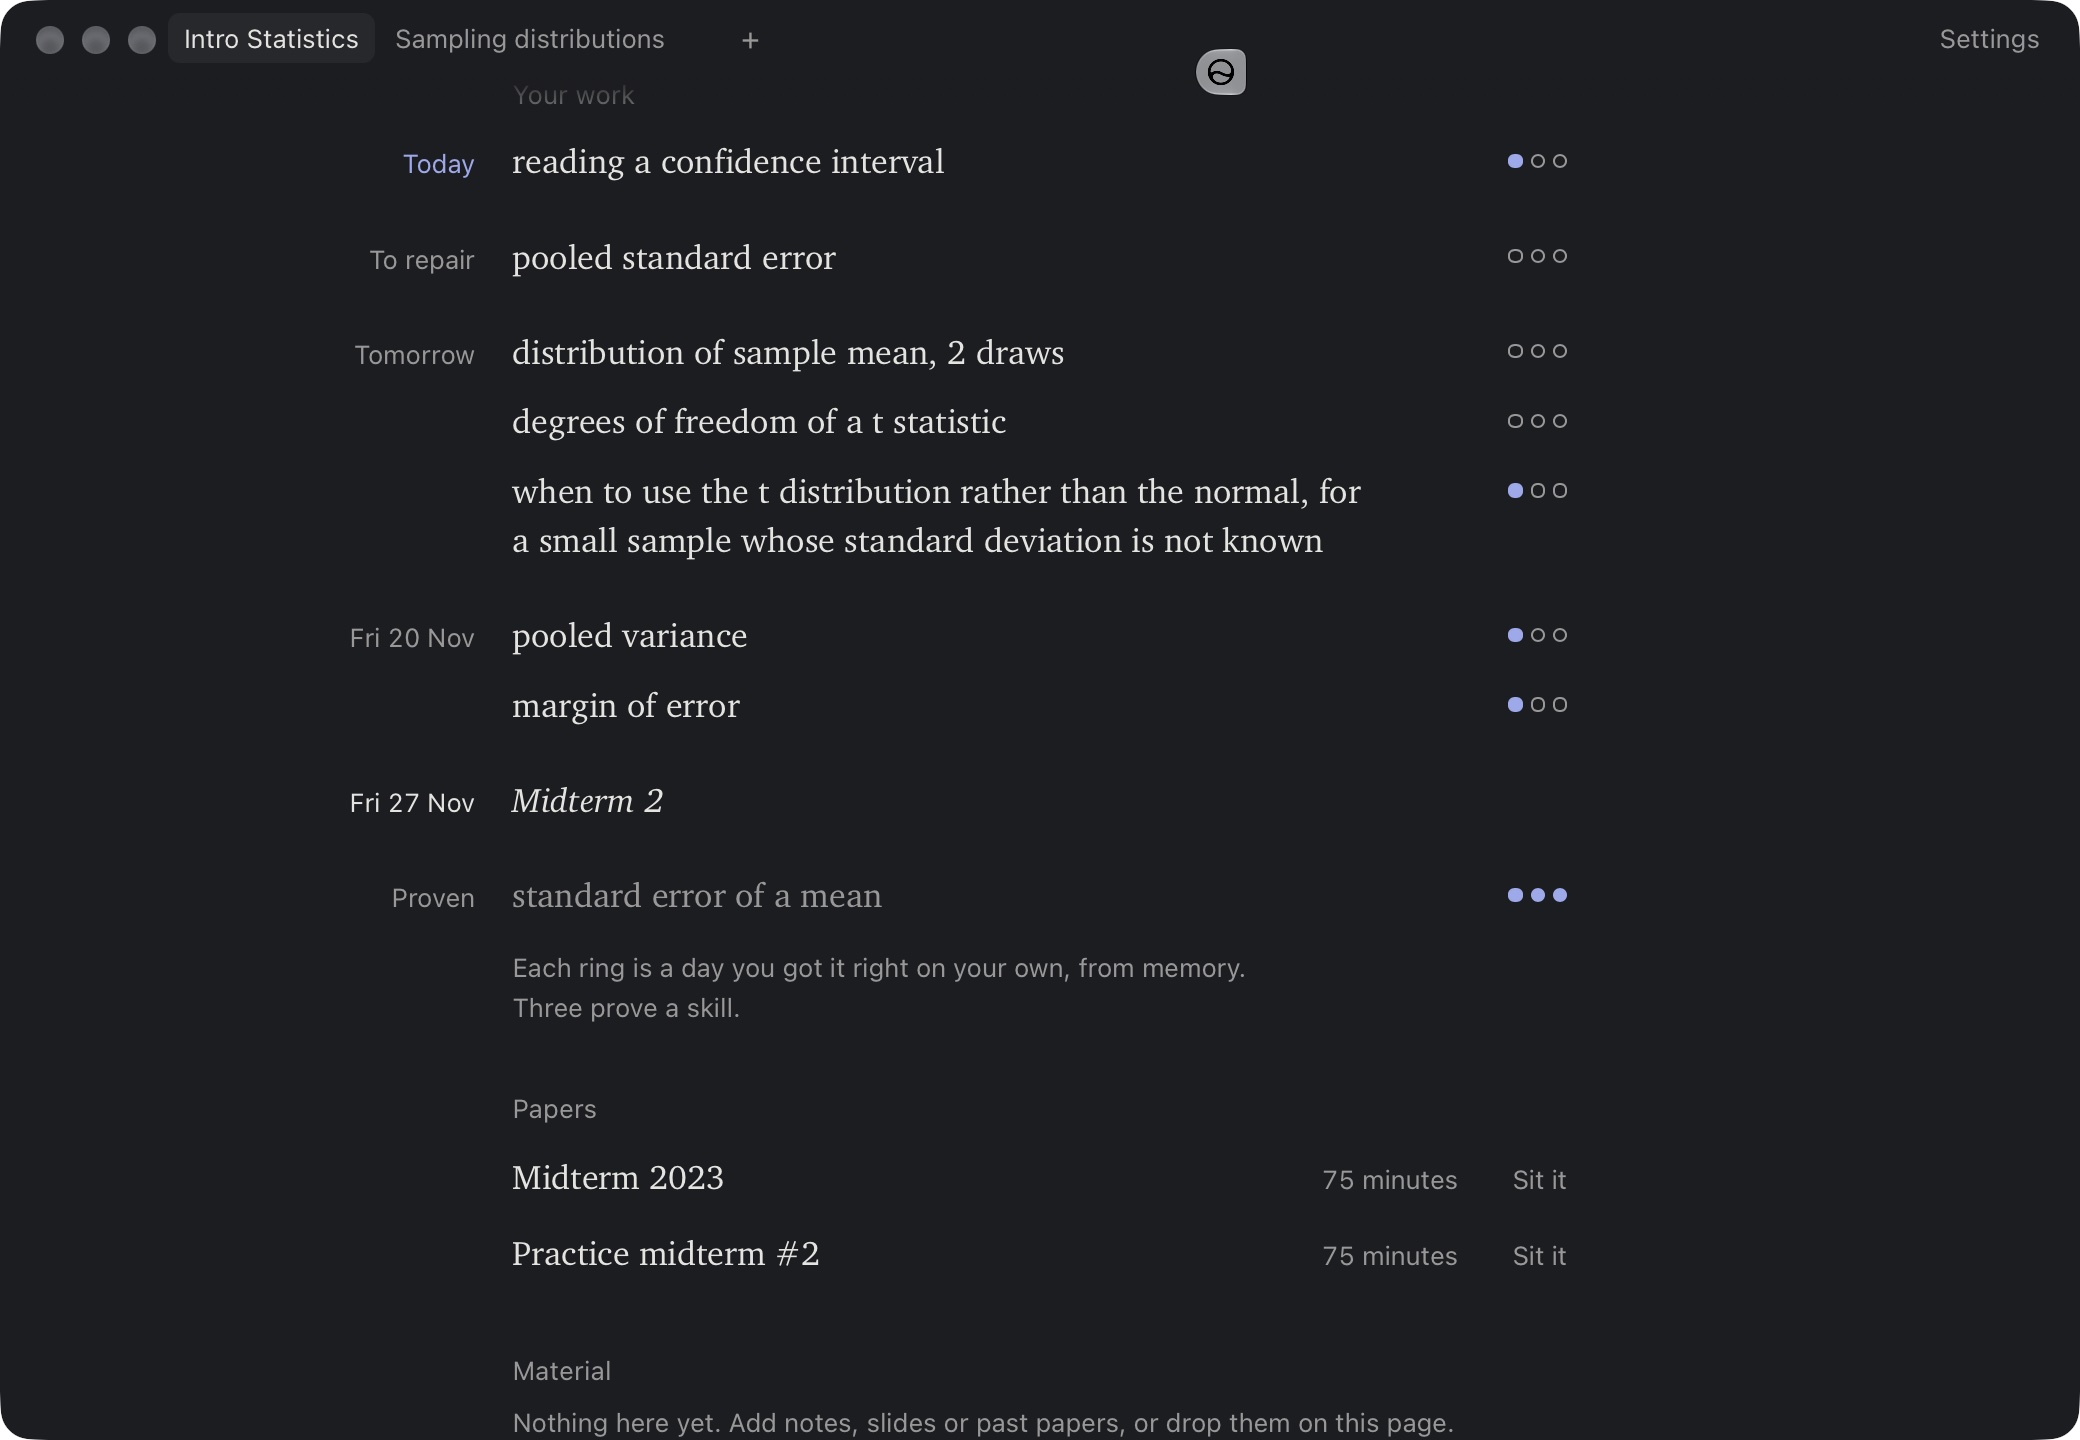 Intro Statistics
Sampling distributions
+
Settings
Your work
Today
reading a confidence interval
To repair
pooled standard error
Tomorrow
distribution of sample mean, 2 draws
degrees of freedom of a t statistic
when to use the t distribution rather than the normal, for
a small sample whose standard deviation is not known
Fri 20 Nov
pooled variance
margin of error
Fri 27 Nov
Midterm 2
Proven
standard error of a mean
Each ring is a day you got it right on your own, from memory.
Three prove a skill.
Papers
Midterm 2023
75 minutes
Sit it
Practice midterm #2
75 minutes
Sit it
Material
Nothing here yet. Add notes, slides or past papers, or drop them on this page.